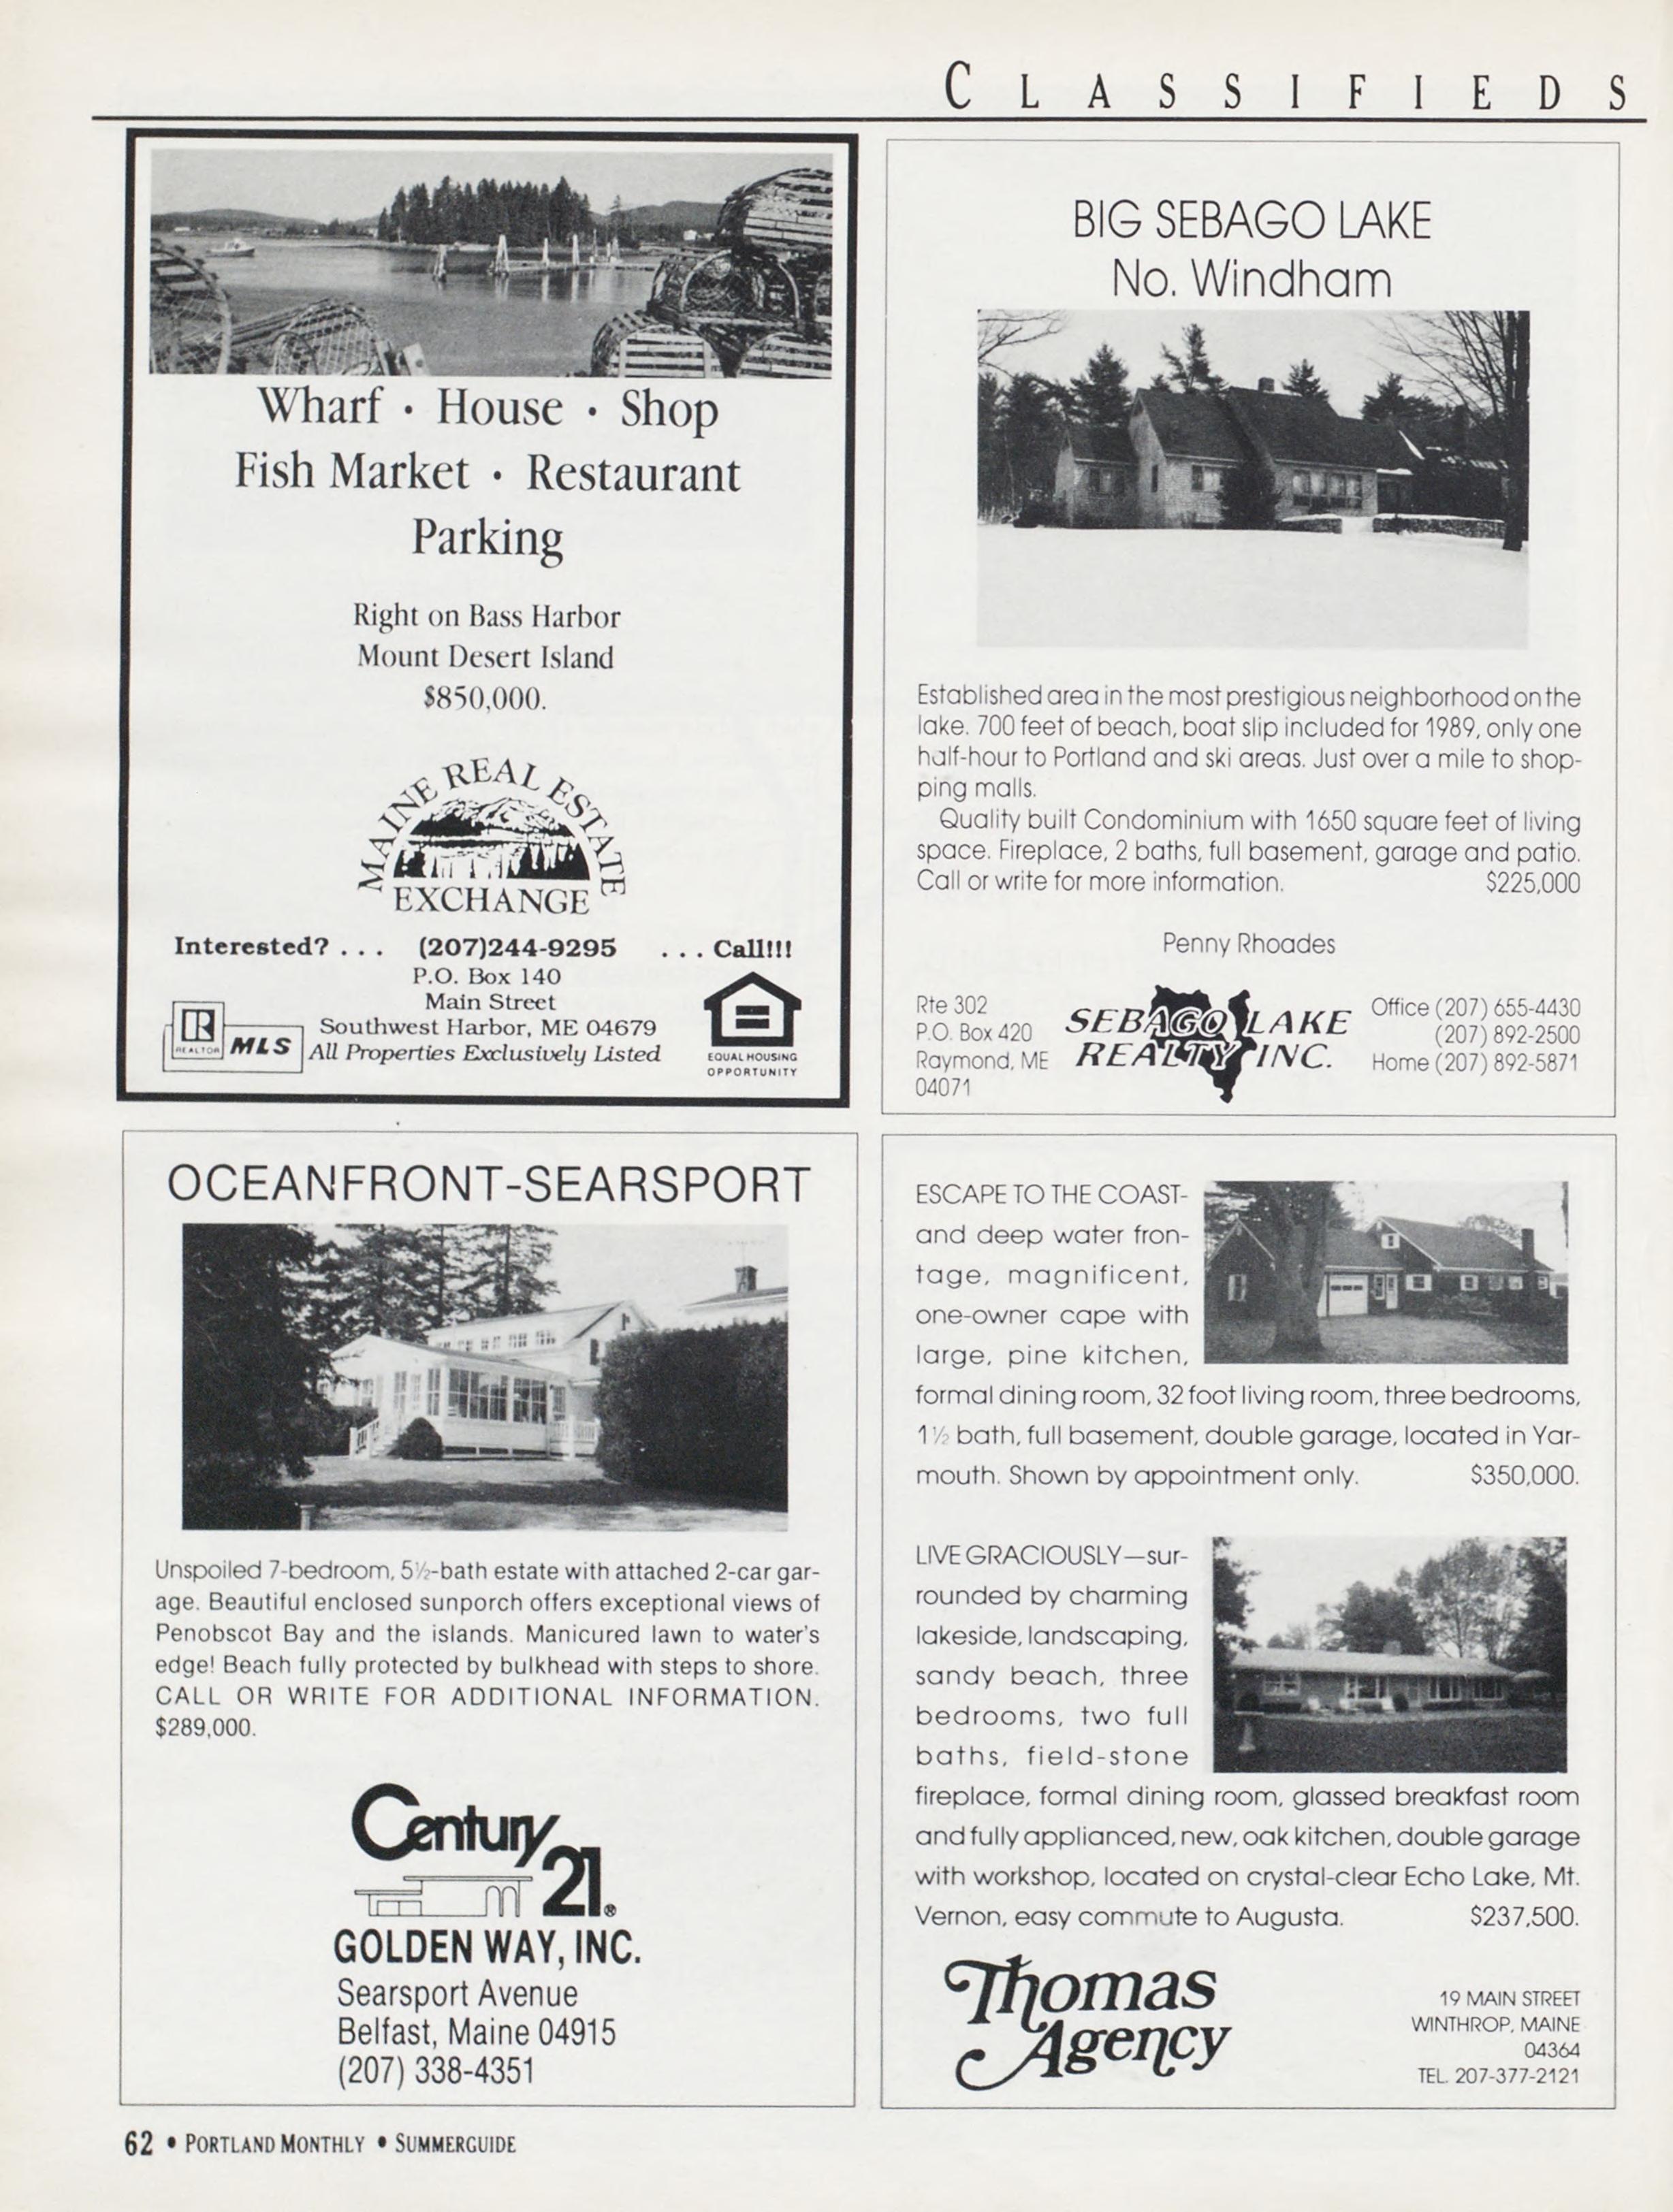 CLASSIFIEDS
Wharf · House · Shop
Fish Market · Restaurant
Parking
Right on Bass Harbor
Mount Desert Island
$850,000.
MAINE REAL ESTATE
EXCHANGE
Interested? . . . (207)244-9295 . . . Call!!!
P.O. Box 140
Main Street
Southwest Harbor, ME 04679
All Properties Exclusively Listed
R
REALTOR
MLS
EQUAL HOUSING
OPPORTUNITY
BIG SEBAGO LAKE
No. Windham
Established area in the most prestigious neighborhood on the
lake. 700 feet of beach, boat slip included for 1989, only one
half-hour to Portland and ski areas. Just over a mile to shop-
ping malls.
Quality built Condominium with 1650 square feet of living
space. Fireplace, 2 baths, full basement, garage and patio.
Call or write for more information. $225,000
Penny Rhoades
Rte 302
P.O. Box 420
Raymond, ME
04071
SEBAGO LAKE
REALTY INC.
Office (207) 655-4430
(207) 892-2500
Home (207) 892-5871
OCEANFRONT-SEARSPORT
Unspoiled 7-bedroom, 5½-bath estate with attached 2-car gar-
age. Beautiful enclosed sunporch offers exceptional views of
Penobscot Bay and the islands. Manicured lawn to water's
edge! Beach fully protected by bulkhead with steps to shore.
CALL OR WRITE FOR ADDITIONAL INFORMATION.
$289,000.
Century
21®
GOLDEN WAY, INC.
Searsport Avenue
Belfast, Maine 04915
(207) 338-4351
ESCAPE TO THE COAST-
and deep water fron-
tage, magnificent,
one-owner cape with
large, pine kitchen,
formal dining room, 32 foot living room, three bedrooms,
1½ bath, full basement, double garage, located in Yar-
mouth. Shown by appointment only. $350,000.
LIVE GRACIOUSLY—sur-
rounded by charming
lakeside, landscaping,
sandy beach, three
bedrooms, two full
baths, field-stone
fireplace, formal dining room, glassed breakfast room
and fully applianced, new, oak kitchen, double garage
with workshop, located on crystal-clear Echo Lake, Mt.
Vernon, easy commute to Augusta. $237,500.
Thomas
Agency
19 MAIN STREET
WINTHROP, MAINE
04364
TEL. 207-377-2121
62 • PORTLAND MONTHLY • SUMMERGUIDE